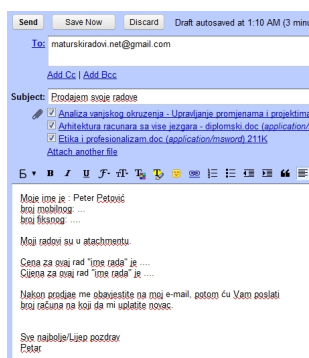 Send Save Now Discard Draft autosaved at 1:10 AM (3 minu
To: maturskiradovi.net@gmail.com
Add Cc | Add Bcc
Subject: Prodajem svoje radove
Analiza vanjskog okruzenja - Upravljanje promjenama i projektima
Arhitektura racunara sa vise jezgara - diplomski.doc (application/
Etika i profesionalizam.doc (application/msword) 211K
Attach another file
Moje ime je : Peter Petović
broj mobilnog: ...
broj fiksnog: ....
Moji radovi su u atachmentu.
Cena za ovaj rad "ime rada" je ....
Cijena za ovaj rad "ime rada" je ....
Nakon prodjae me obavjestite na moj e-mail, potom ću Vam poslati
broj računa na koji da mi uplatite novac.
Sve najbolje/Lijep pozdrav
Petar